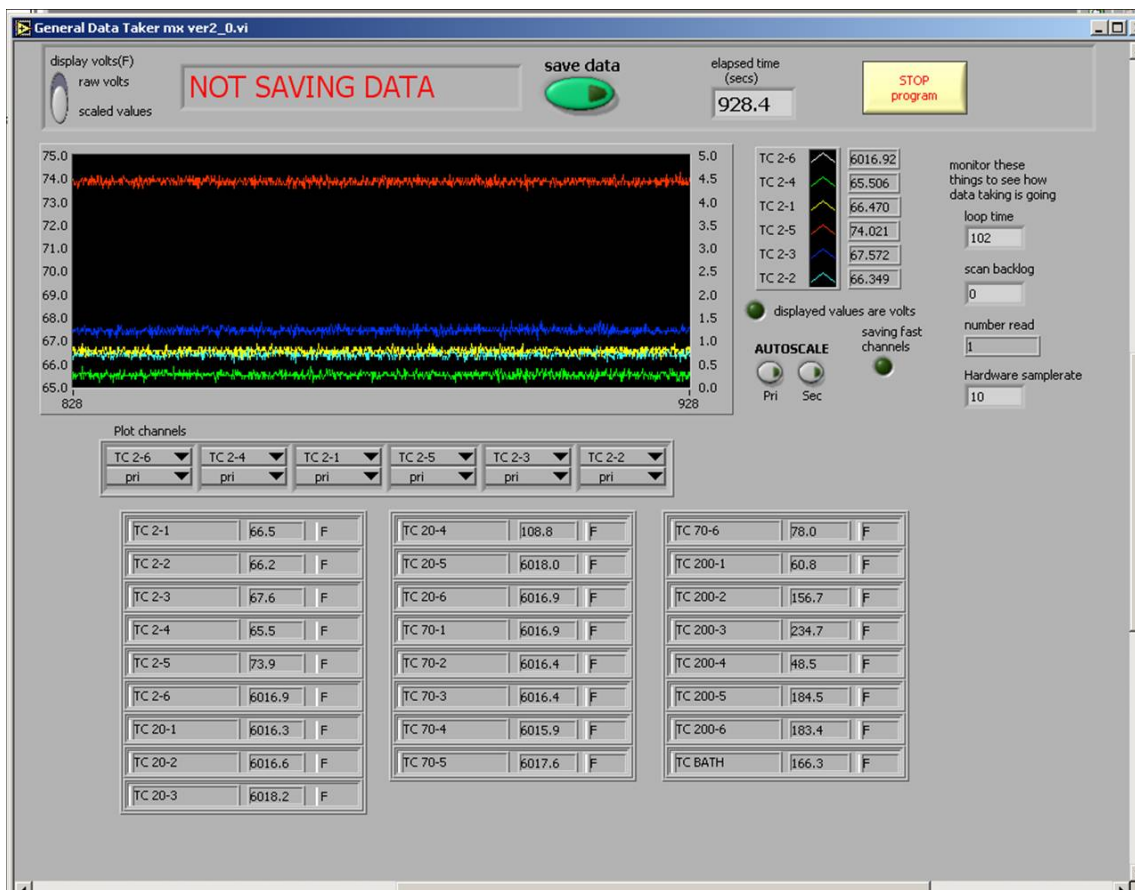 General Data Taker mx ver2_0.vi
display volts(F)
raw volts
scaled values
NOT SAVING DATA
save data
elapsed time
(secs)
928.4
STOP
program
75.0
74.0
73.0
72.0
71.0
70.0
69.0
68.0
67.0
66.0
65.0
828
928
5.0
4.5
4.0
3.5
3.0
2.5
2.0
1.5
1.0
0.5
0.0
TC 2-6 6016.92
TC 2-4 65.506
TC 2-1 66.470
TC 2-5 74.021
TC 2-3 67.572
TC 2-2 66.349
displayed values are volts
AUTOSCALE
Pri Sec
saving fast
channels
monitor these
things to see how
data taking is going
loop time
102
scan backlog
0
number read
1
Hardware samplerate
10
Plot channels
TC 2-6 TC 2-4 TC 2-1 TC 2-5 TC 2-3 TC 2-2
pri pri pri pri pri pri
TC 2-1 66.5 F
TC 2-2 66.2 F
TC 2-3 67.6 F
TC 2-4 65.5 F
TC 2-5 73.9 F
TC 2-6 6016.9 F
TC 20-1 6016.3 F
TC 20-2 6016.6 F
TC 20-3 6018.2 F
TC 20-4 108.8 F
TC 20-5 6018.0 F
TC 20-6 6016.9 F
TC 70-1 6016.9 F
TC 70-2 6016.4 F
TC 70-3 6016.4 F
TC 70-4 6015.9 F
TC 70-5 6017.6 F
TC 70-6 78.0 F
TC 200-1 60.8 F
TC 200-2 156.7 F
TC 200-3 234.7 F
TC 200-4 48.5 F
TC 200-5 184.5 F
TC 200-6 183.4 F
TC BATH 166.3 F